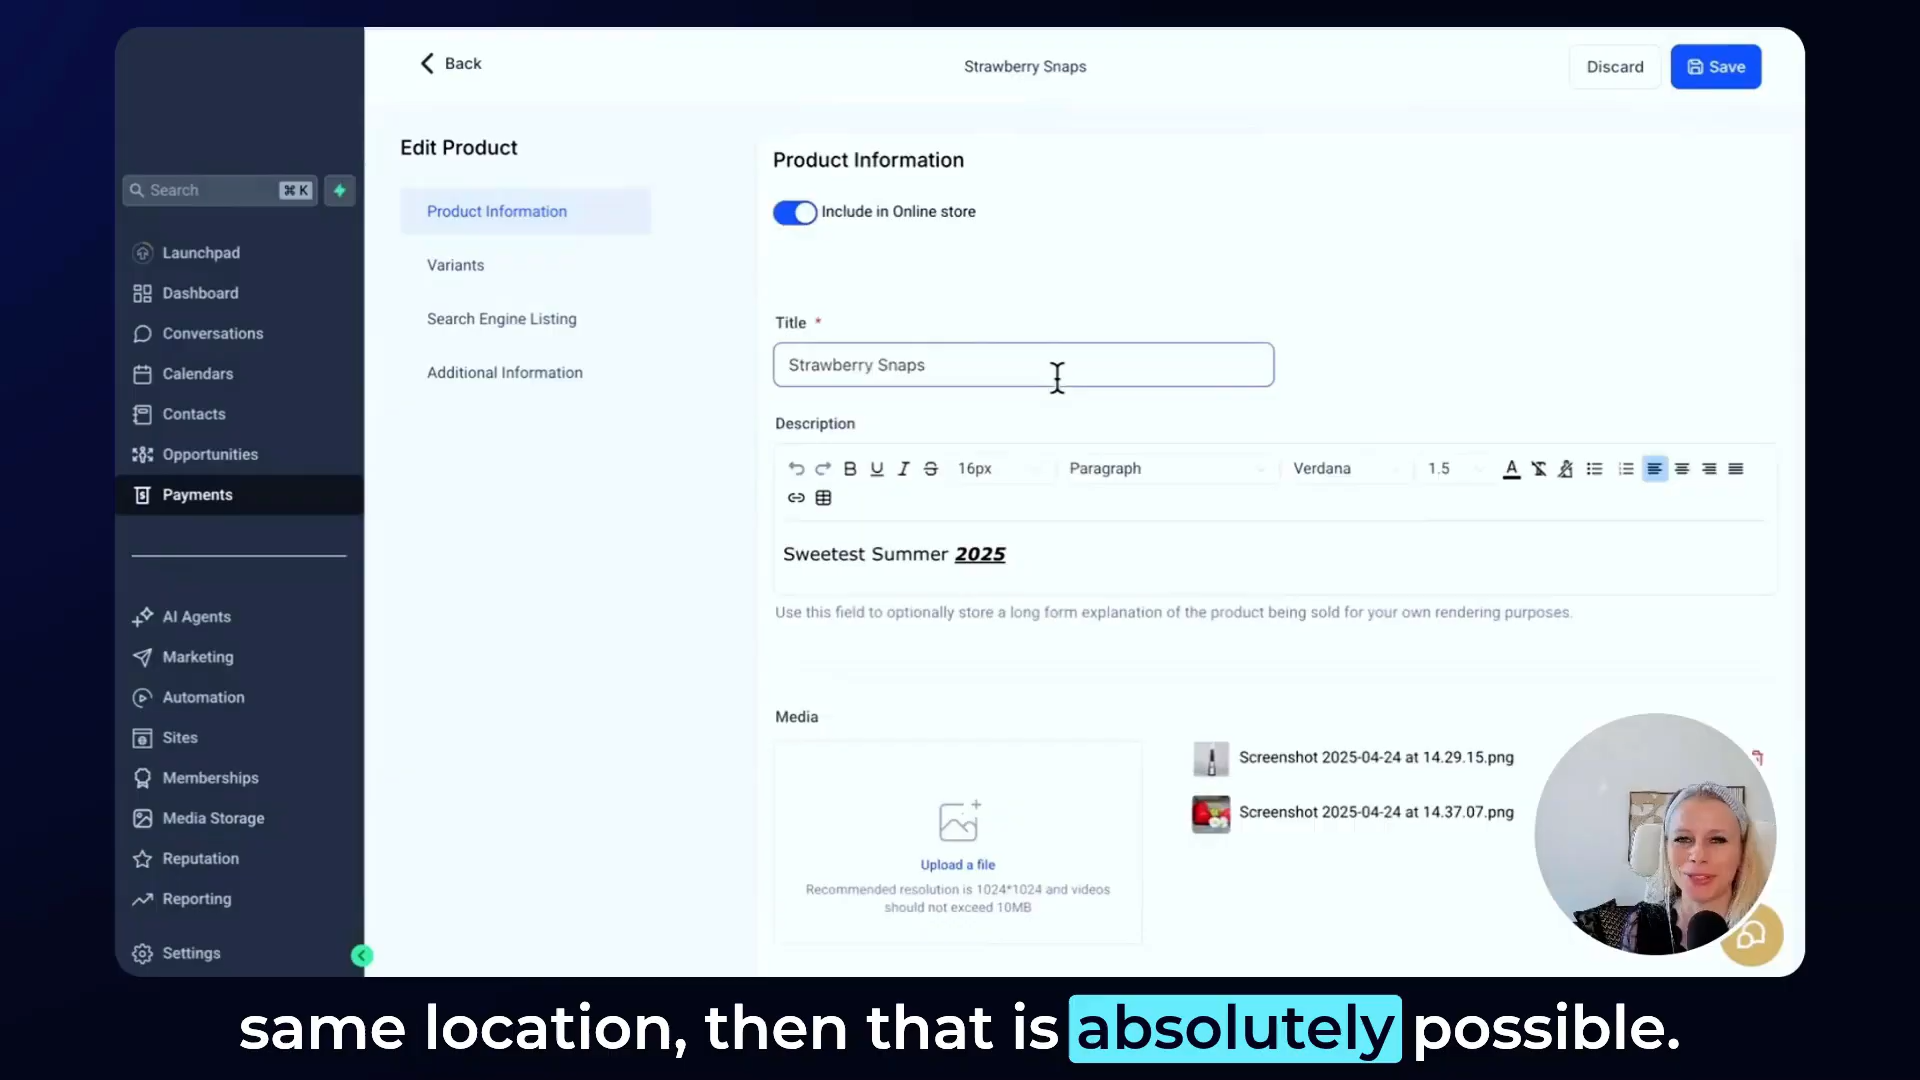 Back
Strawberry Snaps
Discard
Save
Search
⌘ K
Launchpad
Dashboard
Conversations
Calendars
Contacts
Opportunities
Payments
AI Agents
Marketing
Automation
Sites
Memberships
Media Storage
Reputation
Reporting
Settings
Edit Product
Product Information
Variants
Search Engine Listing
Additional Information
Product Information
Include in Online store
Title *
Strawberry Snaps
Description
B U I S 16px Paragraph Verdana 1.5 A
Sweetest Summer 2025
Use this field to optionally store a long form explanation of the product being sold for your own rendering purposes.
Media
Upload a file
Recommended resolution is 1024*1024 and videos
should not exceed 10MB
Screenshot 2025-04-24 at 14.29.15.png
Screenshot 2025-04-24 at 14.37.07.png
same location, then that is absolutely possible.